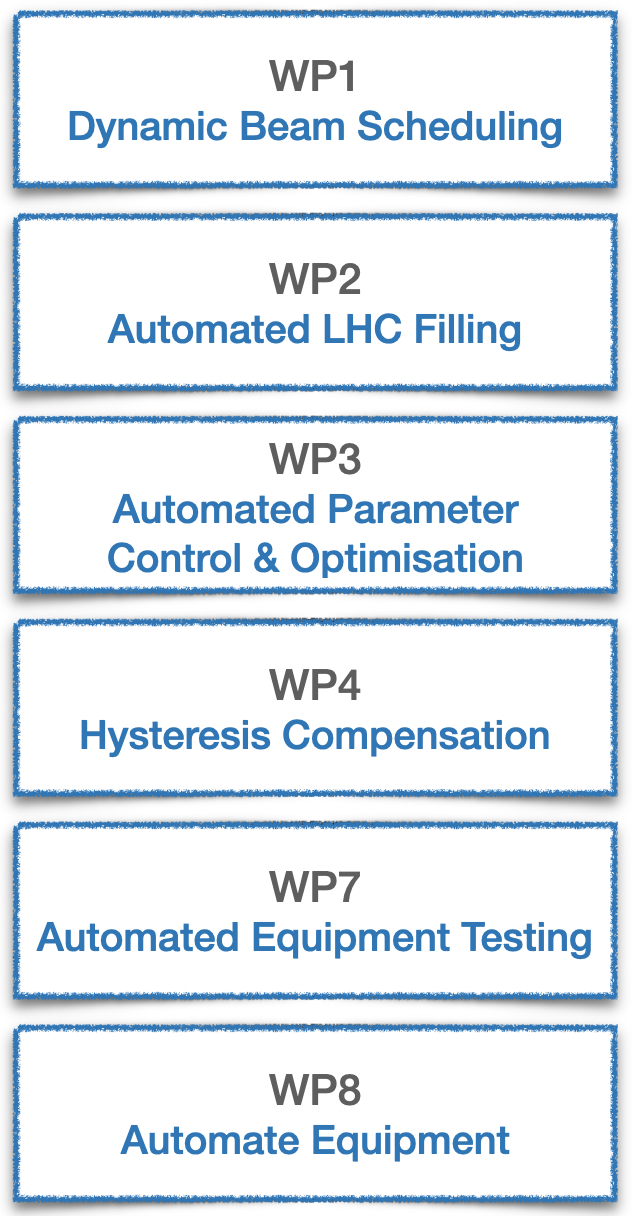 WP1
Dynamic Beam Scheduling
WP2
Automated LHC Filling
WP3
Automated Parameter
Control & Optimisation
WP4
Hysteresis Compensation
WP7
Automated Equipment Testing
WP8
Automate Equipment